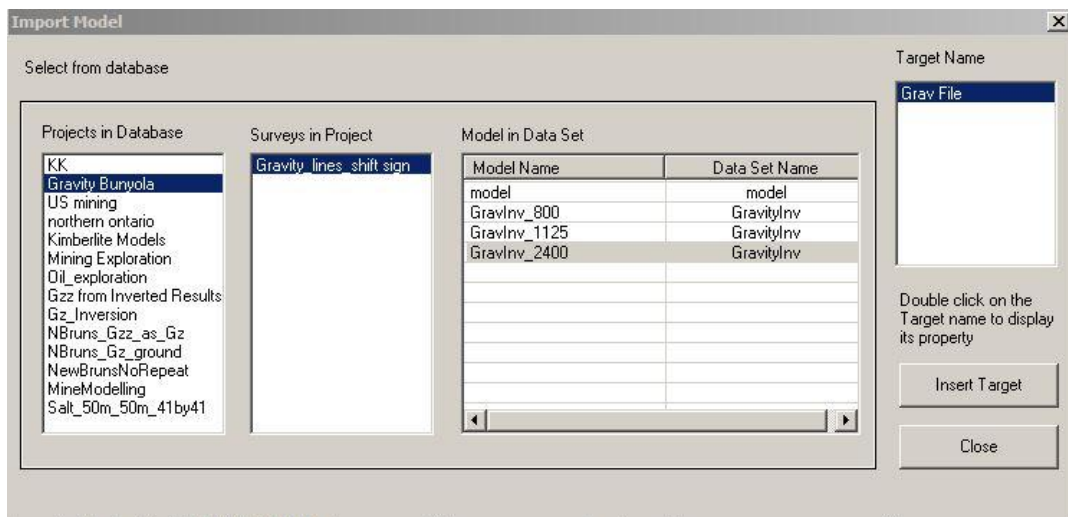 Import Model
Select from database
Projects in Database
KK
Gravity Bunyola
US mining
northern ontario
Kimberlite Models
Mining Exploration
Oil_exploration
Gzz from Inverted Results
Gz_Inversion
NBruns_Gzz_as_Gz
NBruns_Gz_ground
NewBrunsNoRepeat
MineModelling
Salt_50m_50m_41by41
Surveys in Project
Gravity_lines_shift sign
Model in Data Set
Model Name Data Set Name
model model
GravInv_800 GravityInv
GravInv_1125 GravityInv
GravInv_2400 GravityInv
Target Name
Grav File
Double click on the
Target name to display
its property
Insert Target
Close